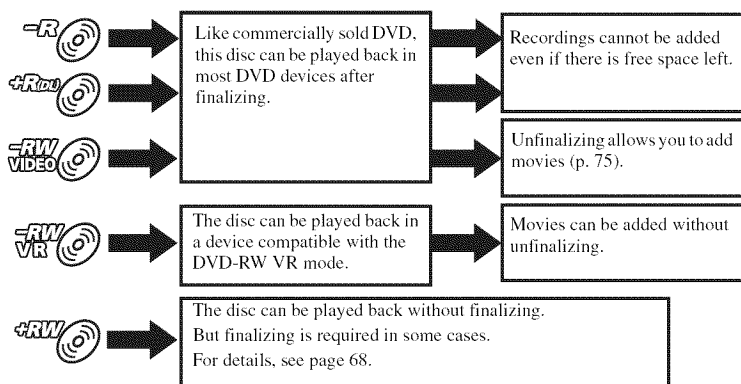 -R
Like commercially sold DVD,
this disc can be played back in
most DVD devices after
finalizing.
Recordings cannot be added
even if there is free space left.
+R(DL)
-RW
VIDEO
Unfinalizing allows you to add
movies (p. 75).
-RW
VR
The disc can be played back in
a device compatible with the
DVD-RW VR mode.
Movies can be added without
unfinalizing.
+RW
The disc can be played back without finalizing.
But finalizing is required in some cases.
For details, see page 68.